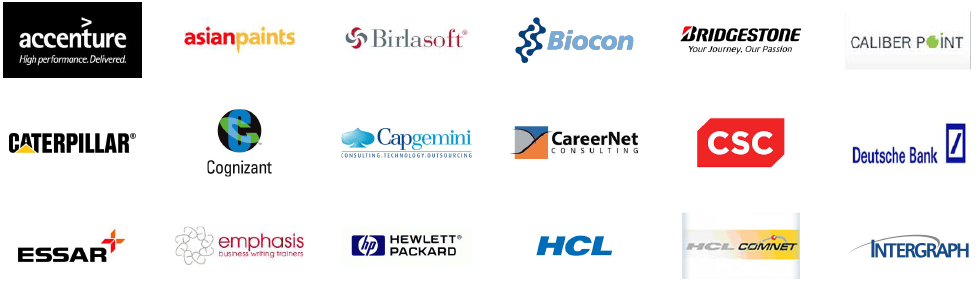 accenture
High performance. Delivered.
asianpaints
Birlasoft®
Biocon
BRIDGESTONE
Your Journey, Our Passion
CALIBER POINT
CATERPILLAR®
Cognizant
Capgemini
CONSULTING.TECHNOLOGY.OUTSOURCING
CareerNet
CONSULTING
CSC
Deutsche Bank
ESSAR
emphasis
business writing trainers
hp
HEWLETT®
PACKARD
HCL
HCL COMNET
INTERGRAPH